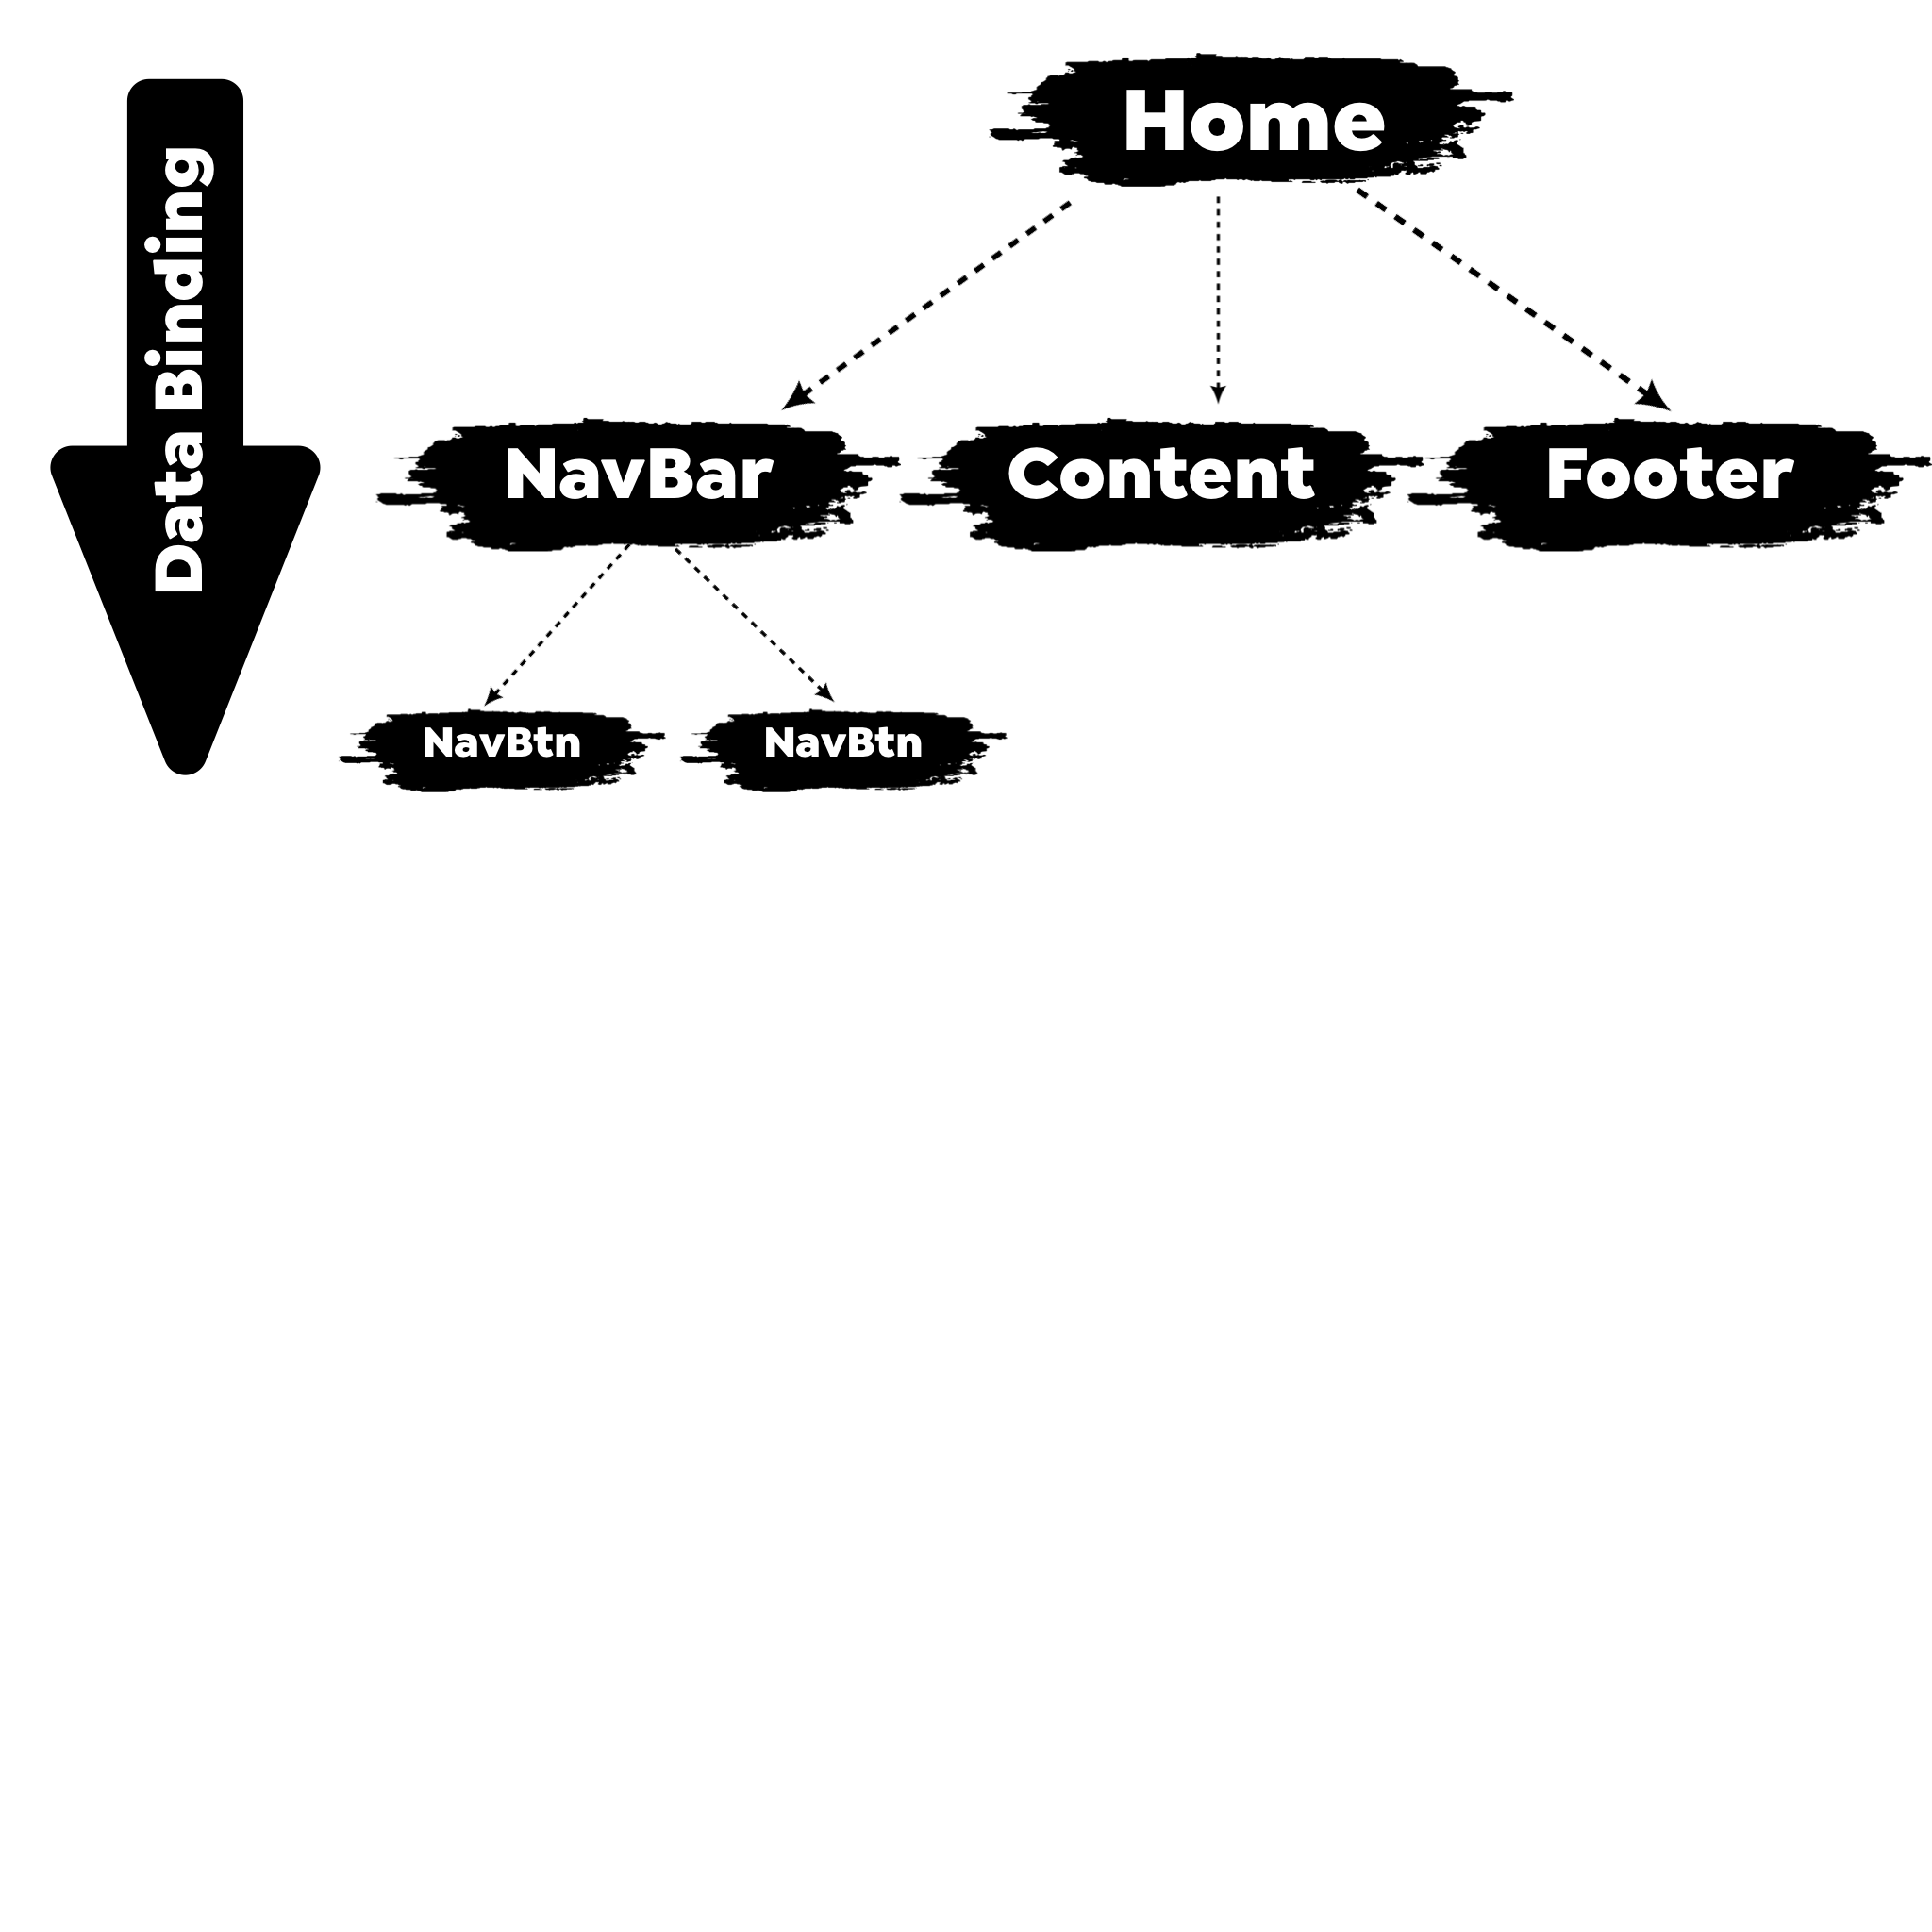 Home
Data Binding
NavBar
Content
Footer
NavBtn
NavBtn